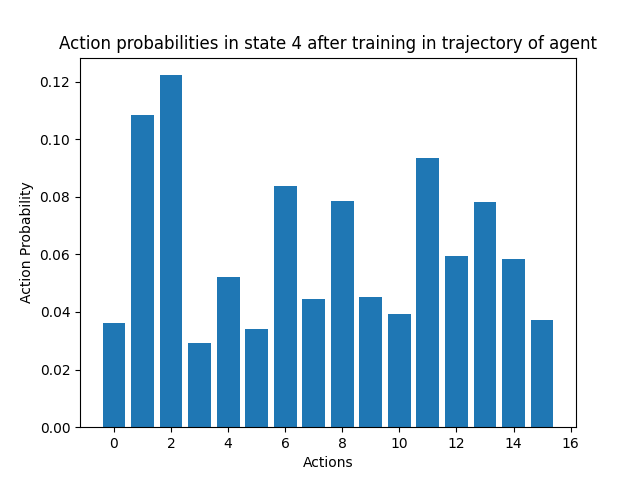 Action probabilities in state 4 after training in trajectory of agent
0.12
0.10
0.08
0.06
0.04
0.02
0.00
Action Probability
0 2 4 6 8 10 12 14 16
Actions